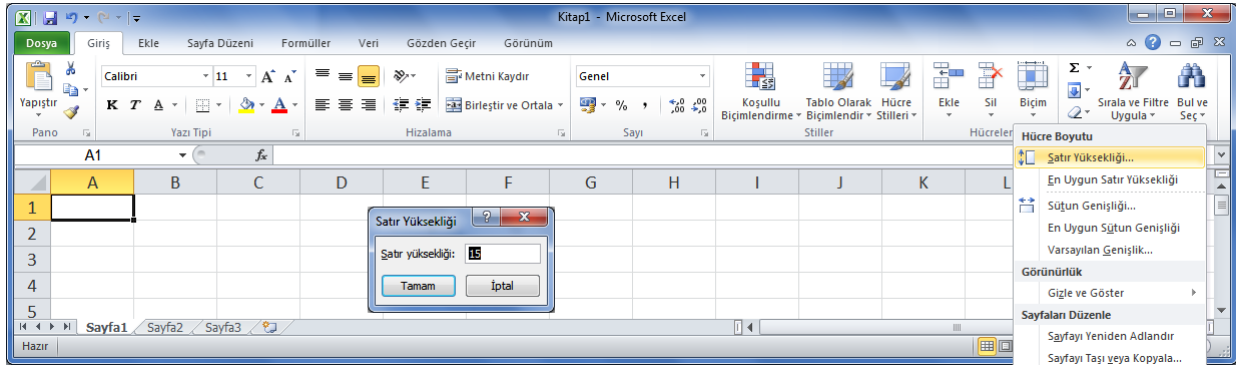 Kitap1 - Microsoft Excel
Dosya Giriş Ekle Sayfa Düzeni Formüller Veri Gözden Geçir Görünüm
Yapıştır
Pano
Calibri 11
K T A A
Yazı Tipi
Metni Kaydır
Birleştir ve Ortala
Hizalama
Genel
% , ,00
Sayı
Koşullu Biçimlendirme
Tablo Olarak Biçimlendir
Hücre Stilleri
Stiller
Ekle Sil Biçim
Hücreler
Σ
Sırala ve Filtre Uygula
Bul ve Seç
A1 fx
A B C D E F G H I J K L
1
2
3
4
5
Satır Yüksekliği
Satır yüksekliği: 15
Tamam İptal
Hücre Boyutu
Satır Yüksekliği...
En Uygun Satır Yüksekliği
Sütun Genişliği...
En Uygun Sütun Genişliği
Varsayılan Genişlik...
Görünürlük
Gizle ve Göster
Sayfaları Düzenle
Sayfayı Yeniden Adlandır
Sayfayı Taşı veya Kopyala...
Sayfa1 Sayfa2 Sayfa3
Hazır